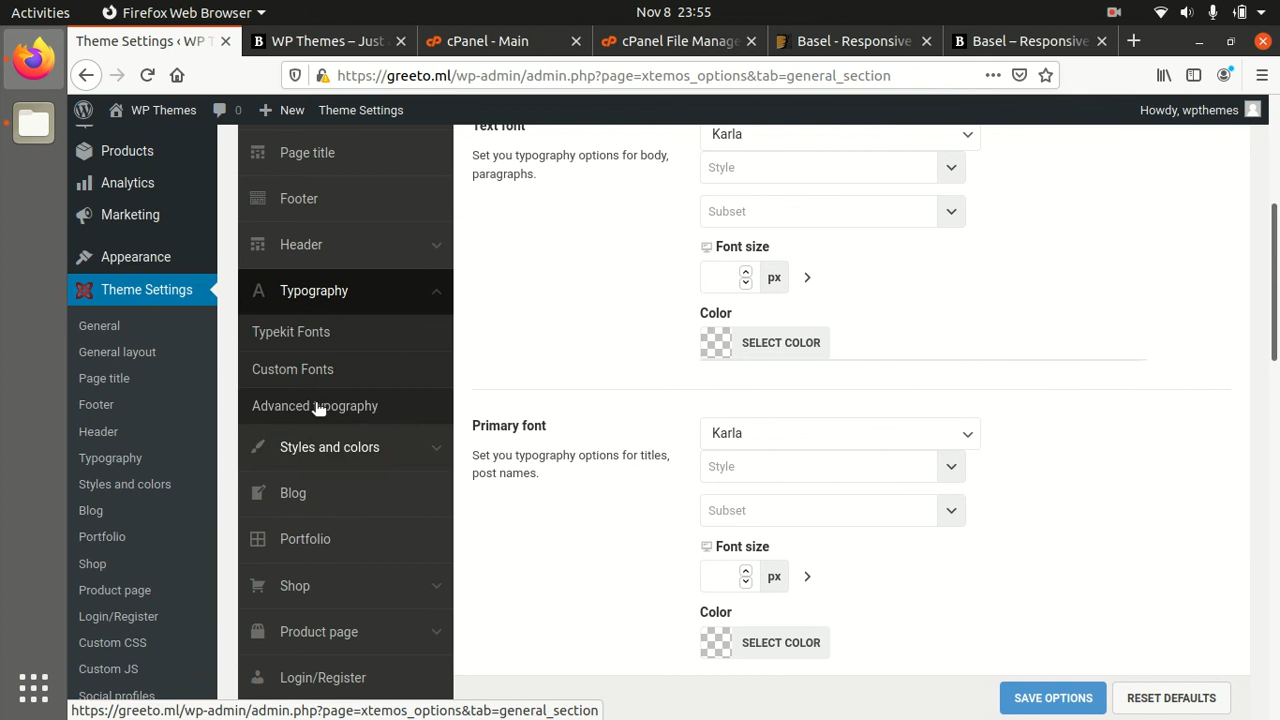 Activities
Firefox Web Browser
Nov 8 23:55
Theme Settings ‹ WP T
WP Themes – Just
cPanel - Main
cPanel File Manage
Basel - Responsive
Basel – Responsive
https://greeto.ml/wp-admin/admin.php?page=xtemos_options&tab=general_section
WP Themes
0
New
Theme Settings
Howdy, wpthemes
Products
Analytics
Marketing
Appearance
Theme Settings
General
General layout
Page title
Footer
Header
Typography
Styles and colors
Blog
Portfolio
Shop
Product page
Login/Register
Custom CSS
Custom JS
Social profiles
Page title
Footer
Header
Typography
Typekit Fonts
Custom Fonts
Advanced typography
Styles and colors
Blog
Portfolio
Shop
Product page
Login/Register
Text font
Set you typography options for body,
paragraphs.
Karla
Style
Subset
Font size
px
Color
SELECT COLOR
Primary font
Set you typography options for titles,
post names.
Karla
Style
Subset
Font size
px
Color
SELECT COLOR
SAVE OPTIONS
RESET DEFAULTS
https://greeto.ml/wp-admin/admin.php?page=xtemos_options&tab=general_section